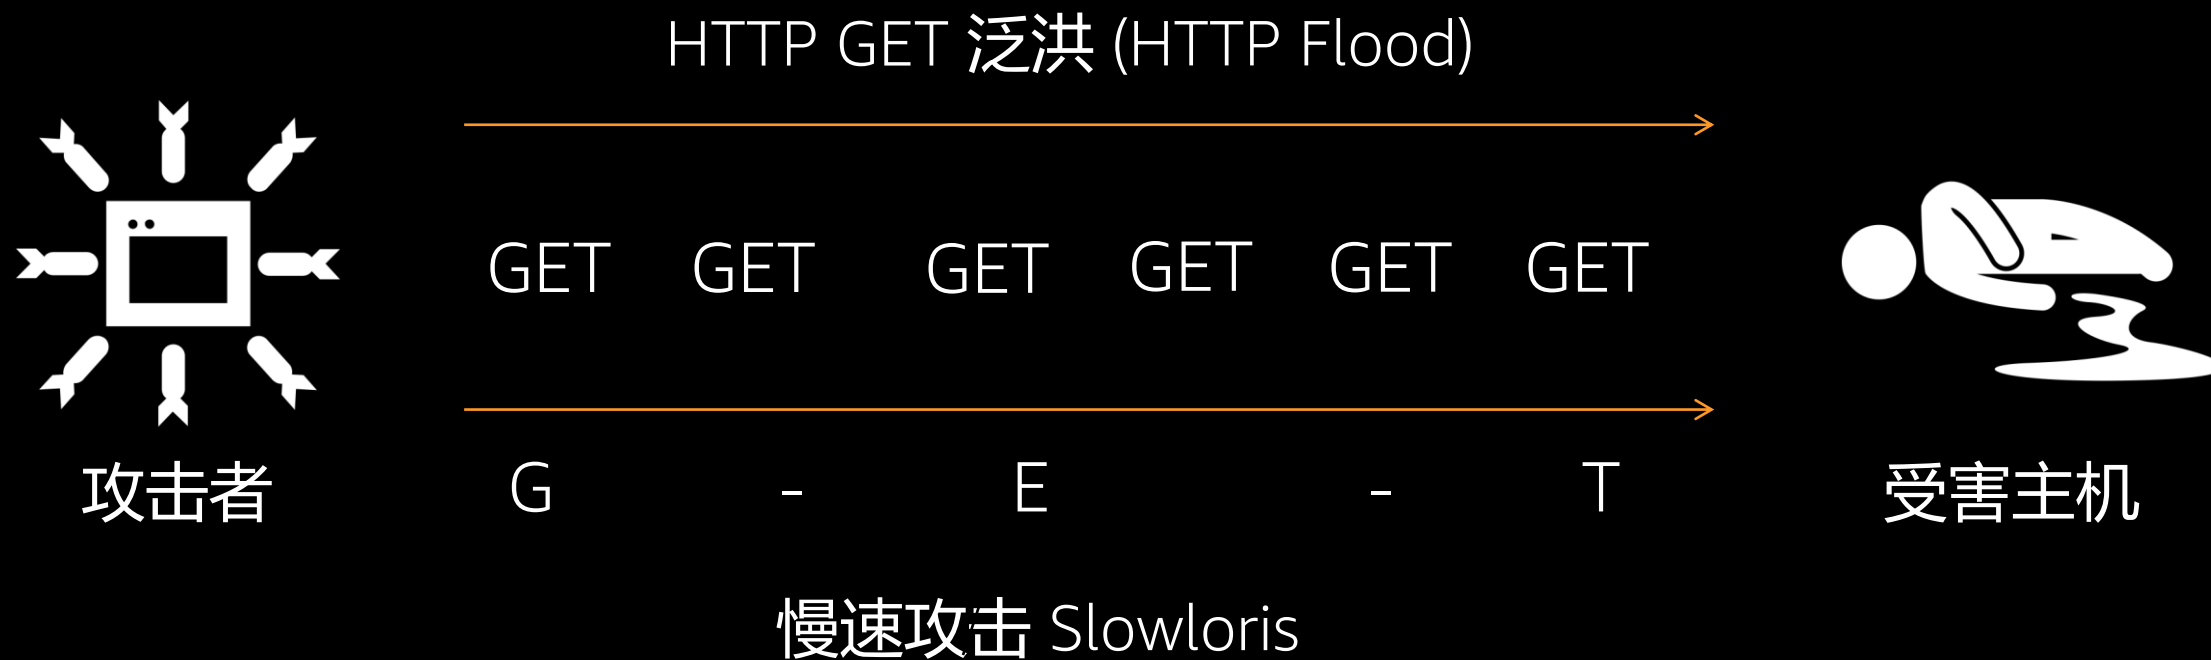 HTTP GET 泛洪 (HTTP Flood)
GET GET GET GET GET GET
G - E - T
攻击者
受害主机
慢速攻击 Slowloris